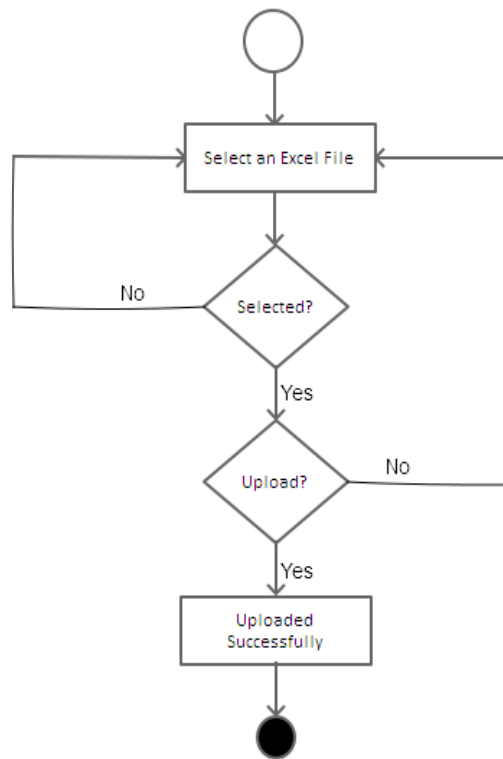 Select an Excel File
No
Selected?
Yes
Upload?
No
Yes
Uploaded
Successfully